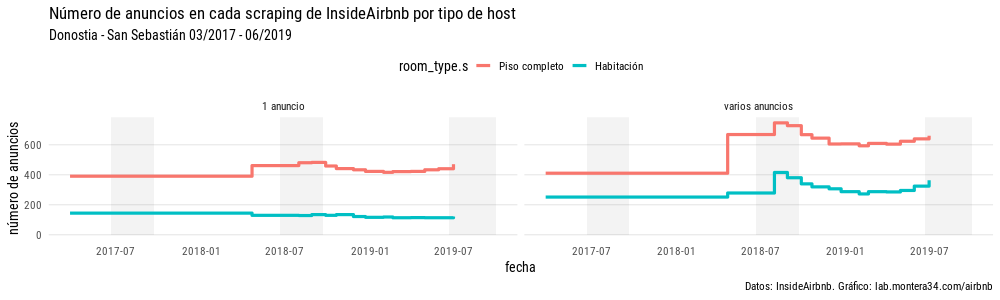 Número de anuncios en cada scraping de InsideAirbnb por tipo de host
Donostia - San Sebastián 03/2017 - 06/2019
room_type.s Piso completo Habitación
1 anuncio varios anuncios
número de anuncios
600
400
200
0
2017-07 2018-01 2018-07 2019-01 2019-07 2017-07 2018-01 2018-07 2019-01 2019-07
fecha
Datos: InsideAirbnb. Gráfico: lab.montera34.com/airbnb